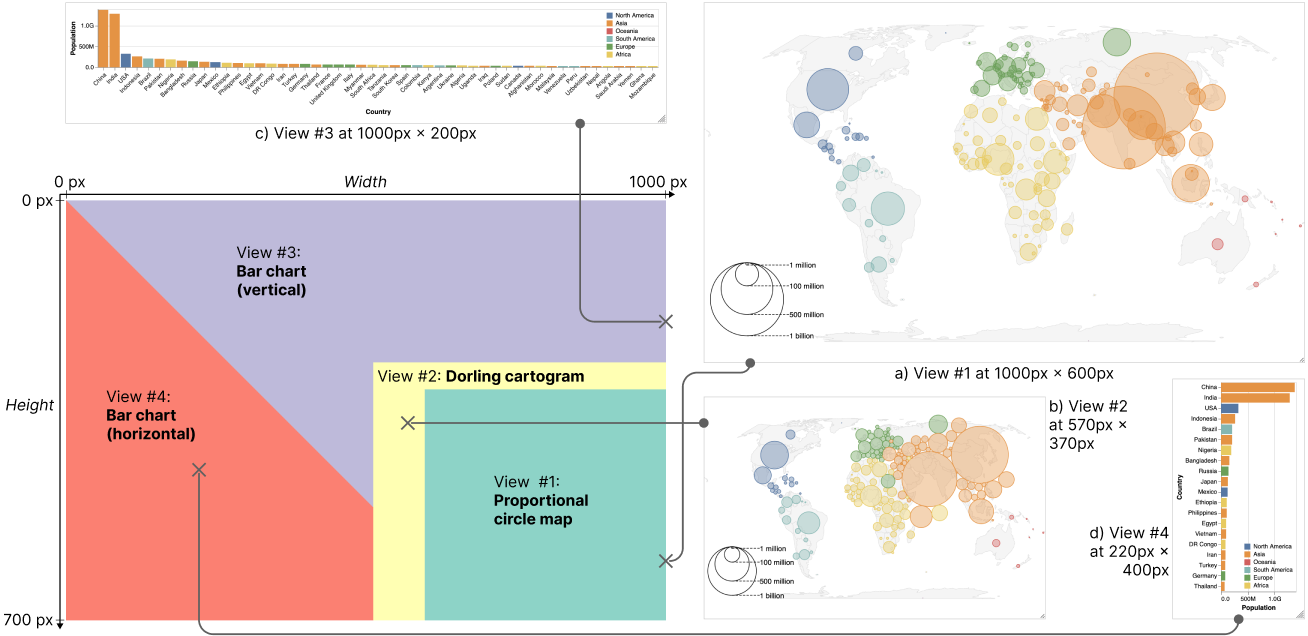 Population
1.0G
500M
0.0
North America
Asia
Oceania
South America
Europe
Africa
China
India
USA
Indonesia
Brazil
Pakistan
Nigeria
Bangladesh
Russia
Japan
Mexico
Ethiopia
Philippines
Egypt
Vietnam
DR Congo
Iran
Turkey
Germany
Thailand
France
United Kingdom
Italy
Myanmar
South Africa
Tanzania
South Korea
Spain
Colombia
Kenya
Argentina
Ukraine
Algeria
Uganda
Iraq
Poland
Sudan
Canada
Afghanistan
Morocco
Malaysia
Venezuela
Peru
Uzbekistan
Nepal
Angola
Saudi Arabia
Yemen
Ghana
Mozambique
Country
c) View #3 at 1000px × 200px
0 px
Width
1000 px
0 px
View #3:
Bar chart
(vertical)
View #2: Dorling cartogram
View #4:
Bar chart
(horizontal)
Height
View #1:
Proportional
circle map
700 px
1 million
100 million
500 million
1 billion
a) View #1 at 1000px × 600px
b) View #2
at 570px ×
370px
1 million
100 million
500 million
1 billion
d) View #4
at 220px ×
400px
Country
China
India
USA
Indonesia
Brazil
Pakistan
Nigeria
Bangladesh
Russia
Japan
Mexico
Ethiopia
Philippines
Egypt
Vietnam
DR Congo
Iran
Turkey
Germany
Thailand
North America
Asia
Oceania
South America
Europe
Africa
0.0
500M
1.0G
Population